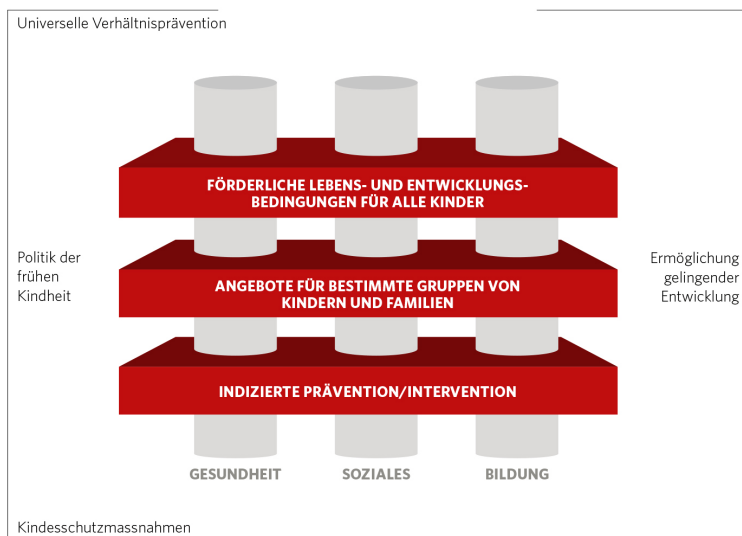 Universelle Verhältnisprävention
FÖRDERLICHE LEBENS- UND ENTWICKLUNGS-
BEDINGUNGEN FÜR ALLE KINDER
Politik der
frühen
Kindheit
ANGEBOTE FÜR BESTIMMTE GRUPPEN VON
KINDERN UND FAMILIEN
Ermöglichung
gelingender
Entwicklung
INDIZIERTE PRÄVENTION/INTERVENTION
GESUNDHEIT
SOZIALES
BILDUNG
Kindesschutzmassnahmen